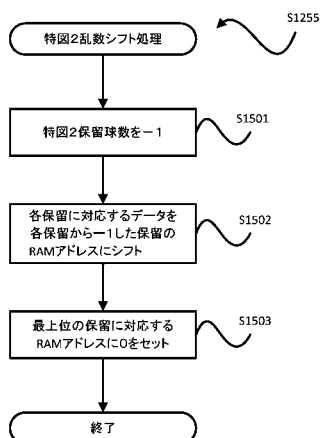 特図2乱数シフト処理
S1255
特図2保留球数を－1
S1501
各保留に対応するデータを
各保留から－1した保留の
RAMアドレスにシフト
S1502
最上位の保留に対応する
RAMアドレスに0をセット
S1503
終了